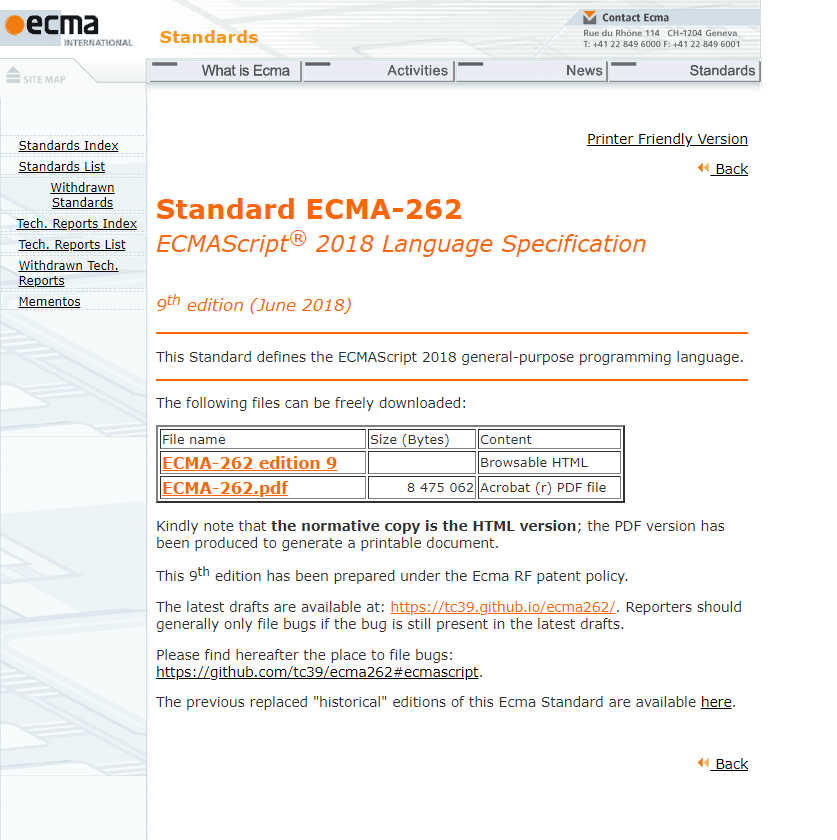 ecma
INTERNATIONAL
Standards
Contact Ecma
Rue du Rhône 114 CH-1204 Geneva
T: +41 22 849 6000 F: +41 22 849 6001
SITE MAP
What is Ecma
Activities
News
Standards
Standards Index
Standards List
Withdrawn
Standards
Tech. Reports Index
Tech. Reports List
Withdrawn Tech.
Reports
Mementos
Printer Friendly Version
Back
Standard ECMA-262
ECMAScript® 2018 Language Specification
9th edition (June 2018)
This Standard defines the ECMAScript 2018 general-purpose programming language.
The following files can be freely downloaded:
File name Size (Bytes) Content
ECMA-262 edition 9 Browsable HTML
ECMA-262.pdf 8 475 062 Acrobat (r) PDF file
Kindly note that the normative copy is the HTML version; the PDF version has
been produced to generate a printable document.
This 9th edition has been prepared under the Ecma RF patent policy.
The latest drafts are available at: https://tc39.github.io/ecma262/. Reporters should
generally only file bugs if the bug is still present in the latest drafts.
Please find hereafter the place to file bugs:
https://github.com/tc39/ecma262#ecmascript.
The previous replaced "historical" editions of this Ecma Standard are available here.
Back